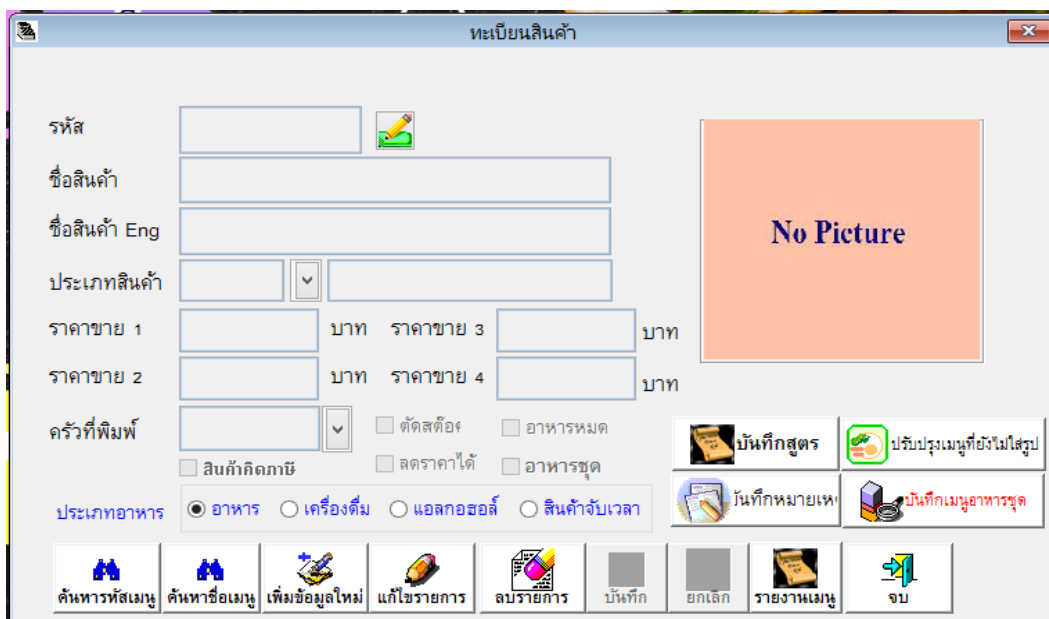 ทะเบียนสินค้า
รหัส
ชื่อสินค้า
No Picture
ชื่อสินค้า Eng
ประเภทสินค้า
ราคาขาย 1 บาท ราคาขาย 3 บาท
ราคาขาย 2 บาท ราคาขาย 4 บาท
ครัวที่พิมพ์ ตัดสต๊อ อาหารหมด
บันทึกสูตร ปรับปรุงเมนูที่ยังไม่ใส่รูป
สินค้าคิดภาษี ลดราคาได้ อาหารชุด
บันทึกหมายเห บันทึกเมนูอาหารชุด
ประเภทอาหาร อาหาร เครื่องดื่ม แอลกอฮอล์ สินค้าจับเวลา
ค้นหารหัสเมนู ค้นหาชื่อเมนู เพิ่มข้อมูลใหม่ แก้ไขรายการ ลบรายการ บันทึก ยกเลิก รายงานเมนู จบ